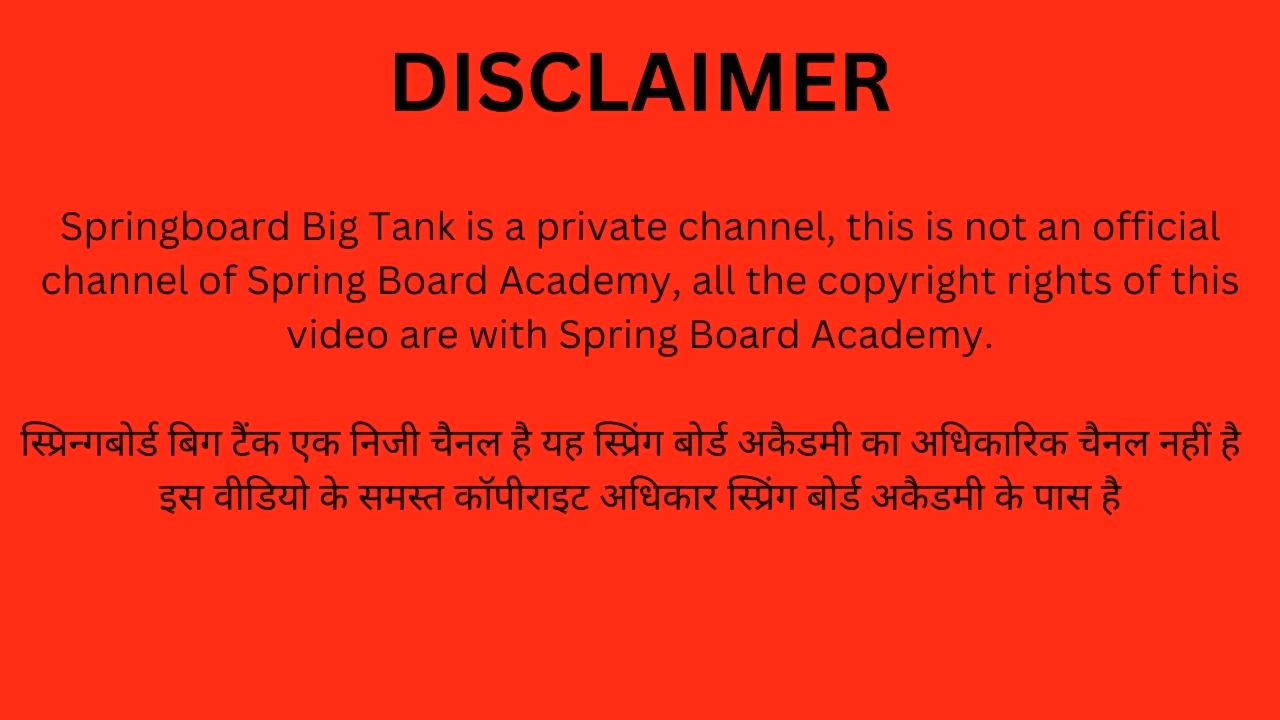 DISCLAIMER
Springboard Big Tank is a private channel, this is not an official
channel of Spring Board Academy, all the copyright rights of this
video are with Spring Board Academy.
स्प्रिन्गबोर्ड बिग टैंक एक निजी चैनल है यह स्प्रिंग बोर्ड अकैडमी का अधिकारिक चैनल नहीं है
इस वीडियो के समस्त कॉपीराइट अधिकार स्प्रिंग बोर्ड अकैडमी के पास है